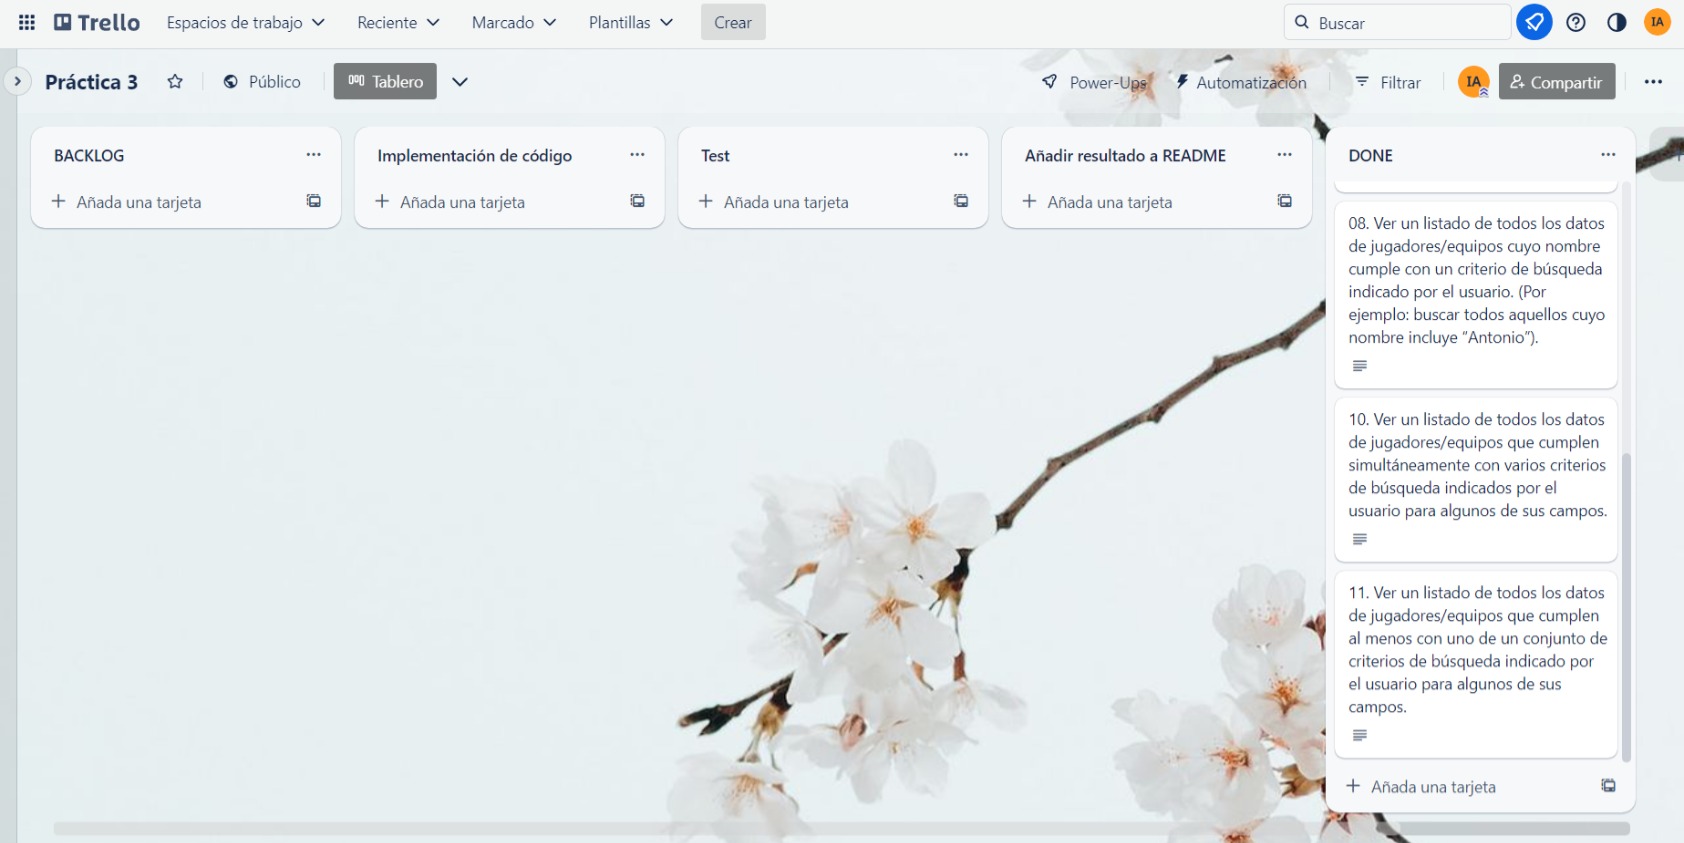 Trello
Espacios de trabajo
Reciente
Marcado
Plantillas
Crear
Buscar
IA
Práctica 3
Público
Tablero
Power-Ups
Automatización
Filtrar
IA
Compartir
BACKLOG
Añada una tarjeta
Implementación de código
Añada una tarjeta
Test
Añada una tarjeta
Añadir resultado a README
Añada una tarjeta
DONE
08. Ver un listado de todos los datos
de jugadores/equipos cuyo nombre
cumple con un criterio de búsqueda
indicado por el usuario. (Por
ejemplo: buscar todos aquellos cuyo
nombre incluye “Antonio”).
10. Ver un listado de todos los datos
de jugadores/equipos que cumplen
simultáneamente con varios criterios
de búsqueda indicados por el
usuario para algunos de sus campos.
11. Ver un listado de todos los datos
de jugadores/equipos que cumplen
al menos con uno de un conjunto de
criterios de búsqueda indicado por
el usuario para algunos de sus
campos.
Añada una tarjeta